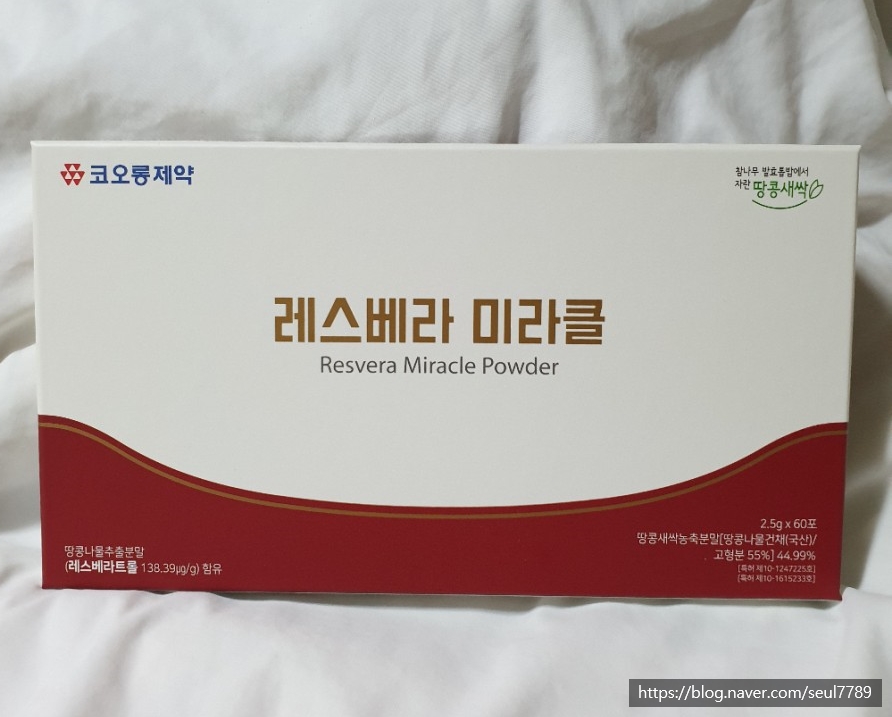 코오롱제약
참나무 발효톱밥에서
자란 땅콩새싹
레스베라 미라클
Resvera Miracle Powder
땅콩나물추출분말
(레스베라트롤 138.39㎍/g) 함유
2.5g x 60포
땅콩새싹농축분말[땅콩나물건채(국산)/
고형분 55%] 44.99%
[특허 제10-1247225호]
[특허 제10-1615233호]
https://blog.naver.com/seul7789